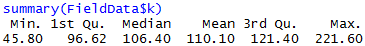 summary(FieldData$k)
Min. 1st Qu. Median Mean 3rd Qu. Max.
45.80 96.62 106.40 110.10 121.40 221.60